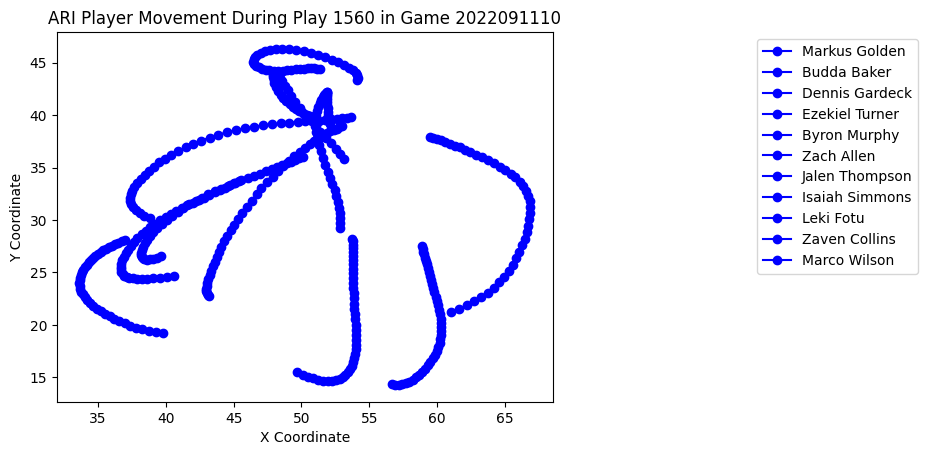 ARI Player Movement During Play 1560 in Game 2022091110
Y Coordinate
45
40
35
30
25
20
15
35 40 45 50 55 60 65
X Coordinate
Markus Golden
Budda Baker
Dennis Gardeck
Ezekiel Turner
Byron Murphy
Zach Allen
Jalen Thompson
Isaiah Simmons
Leki Fotu
Zaven Collins
Marco Wilson